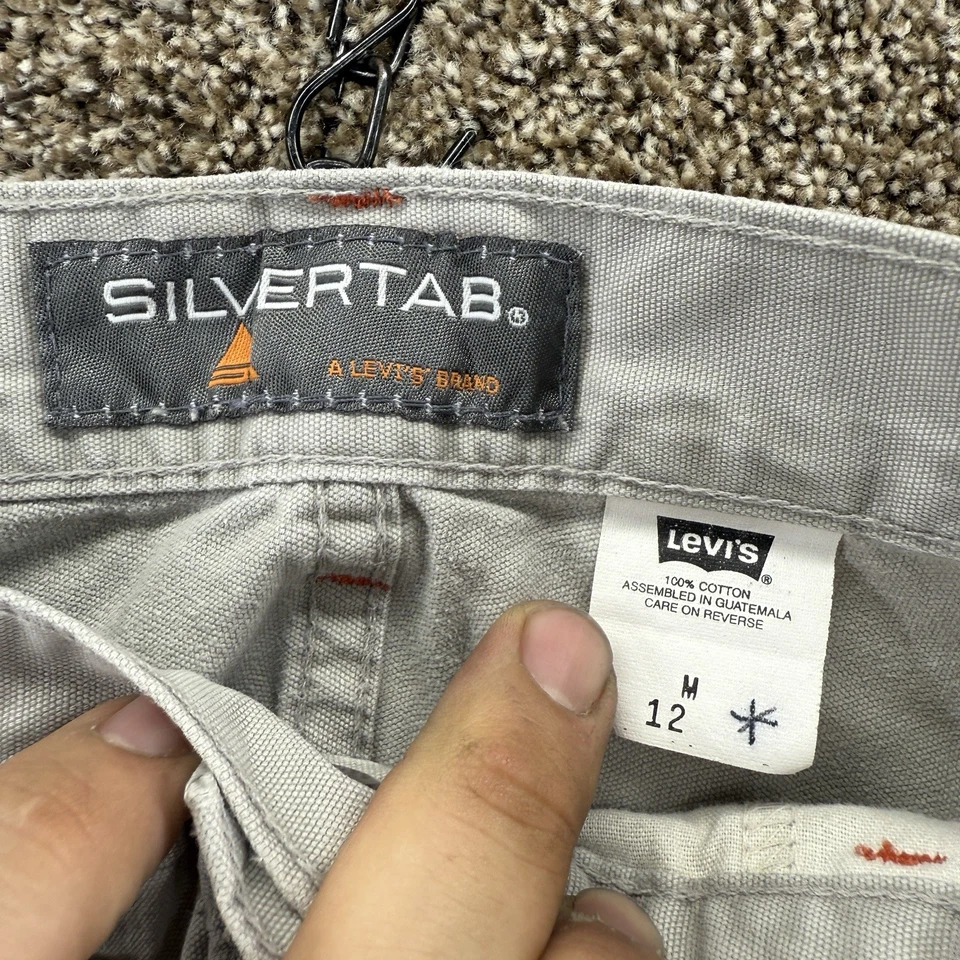 SILVERTAB®
A LEVI'S BRAND
LEVI'S®
100% COTTON
ASSEMBLED IN GUATEMALA
CARE ON REVERSE
M
12 *